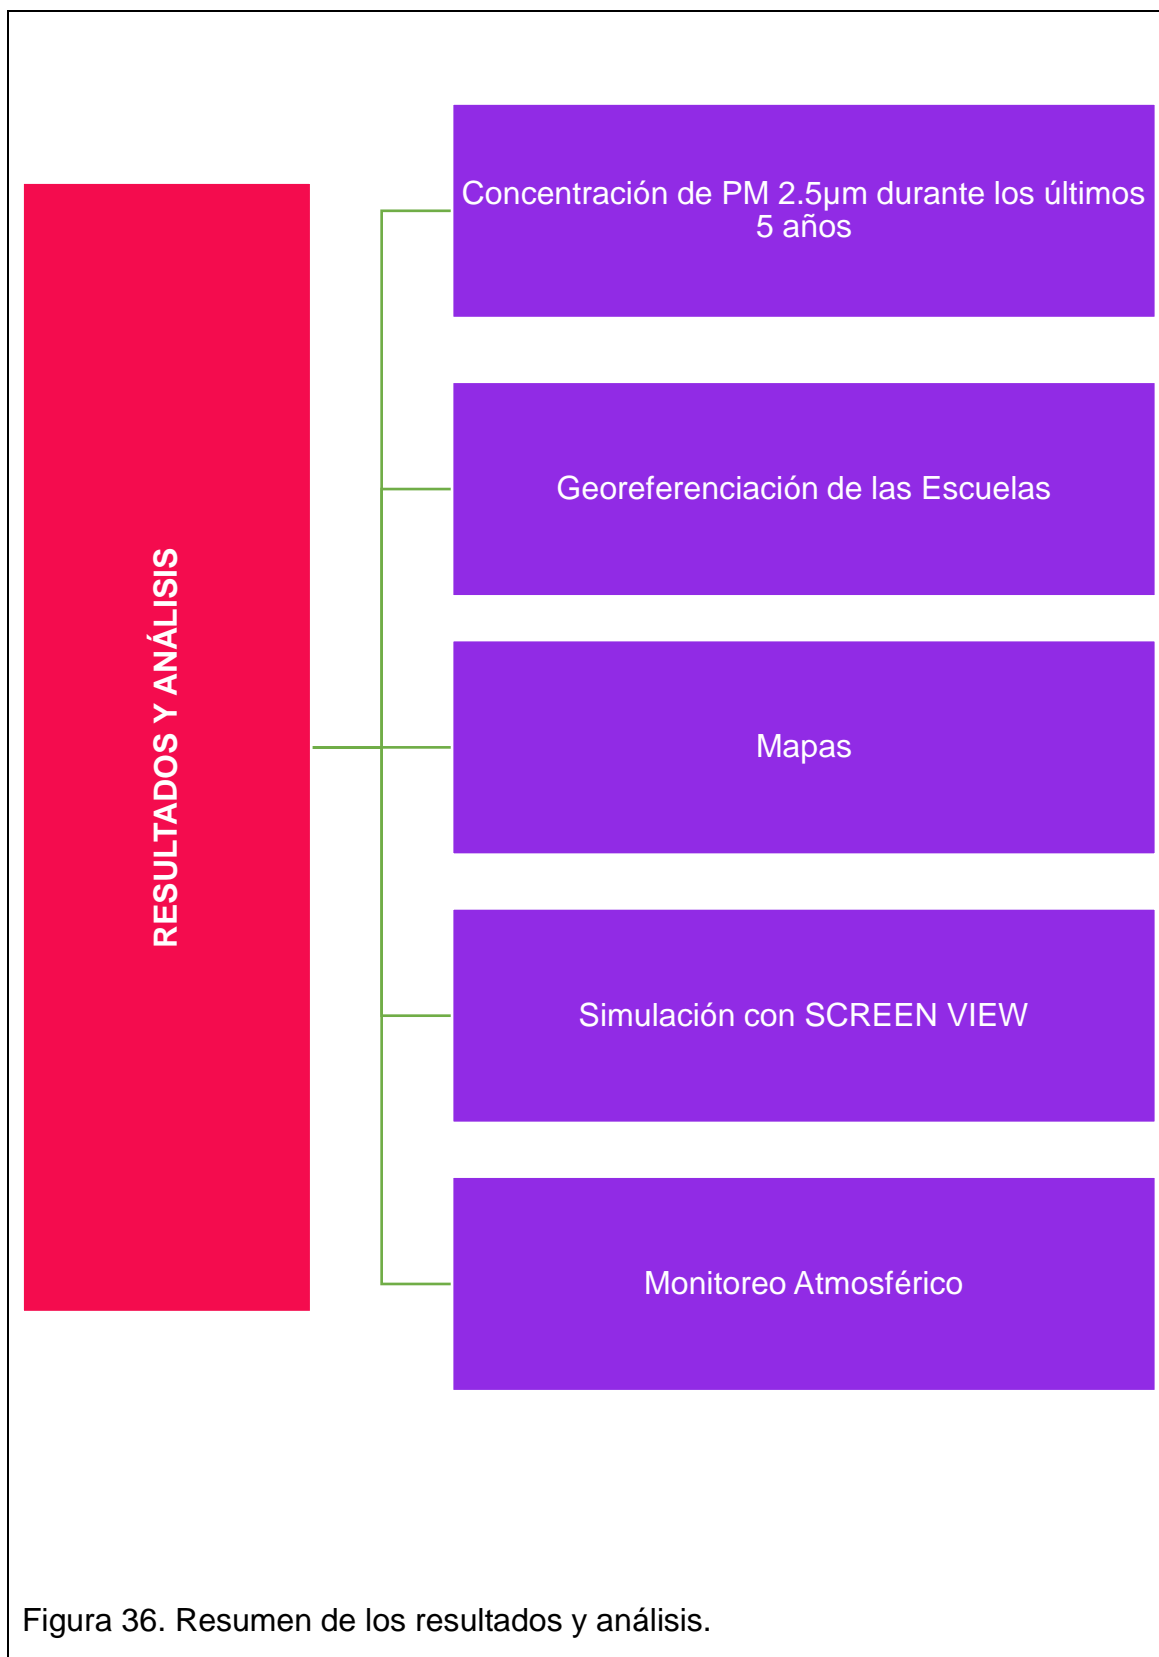 RESULTADOS Y ANÁLISIS
Concentración de PM 2.5µm durante los últimos
5 años
Georeferenciación de las Escuelas
Mapas
Simulación con SCREEN VIEW
Monitoreo Atmosférico
Figura 36. Resumen de los resultados y análisis.